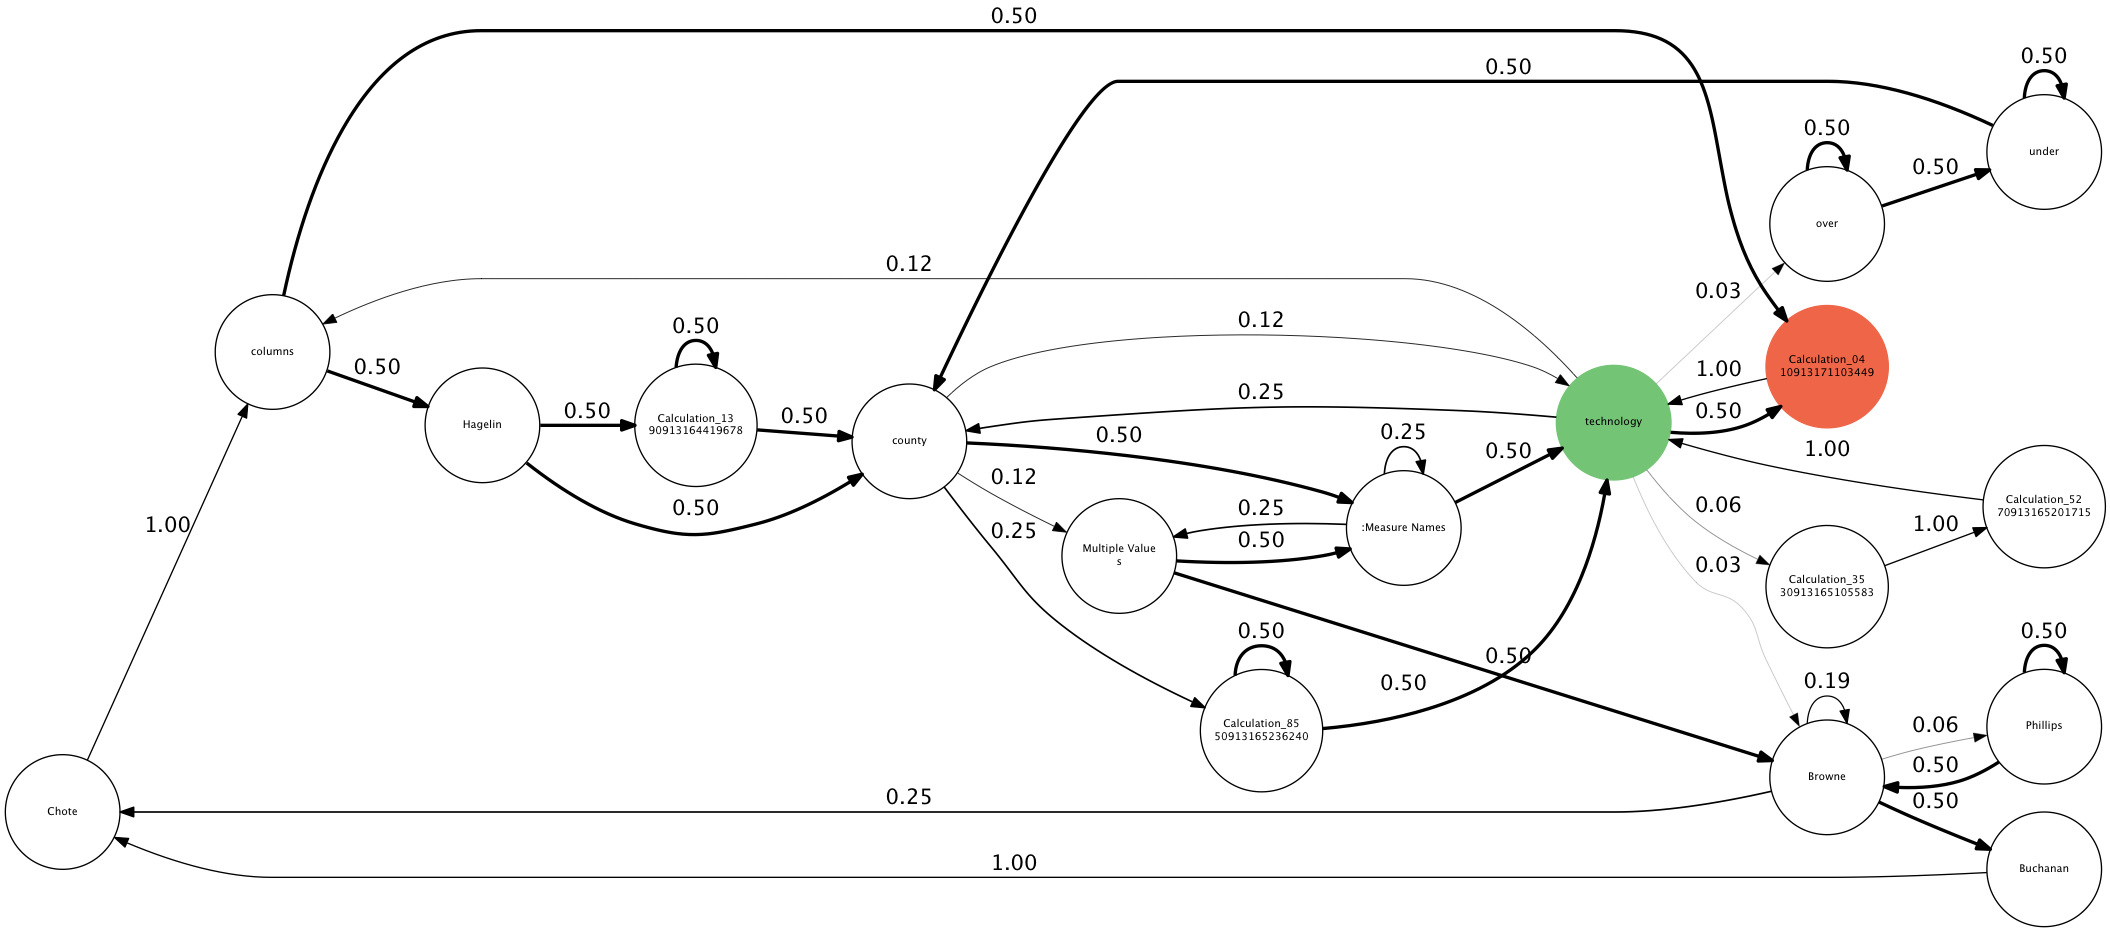 0.50
0.50
0.50
0.50
0.50
under
over
0.12
0.03
0.12
0.50
columns
0.50
Calculation_04
10913171103449
1.00
0.25
0.50
0.50
0.50
Hagelin
Calculation_13
90913164419678
county
technology
0.50
0.25
0.50
1.00
0.12
0.50
0.25
0.06
Calculation_52
70913165201715
1.00
0.25
:Measure Names
0.50
Multiple Value
s
0.03
Calculation_35
30913165105583
1.00
0.50
0.50
0.50
0.50
0.19
Calculation_85
50913165236240
0.06
Phillips
0.50
Browne
0.25
0.50
Chote
1.00
Buchanan